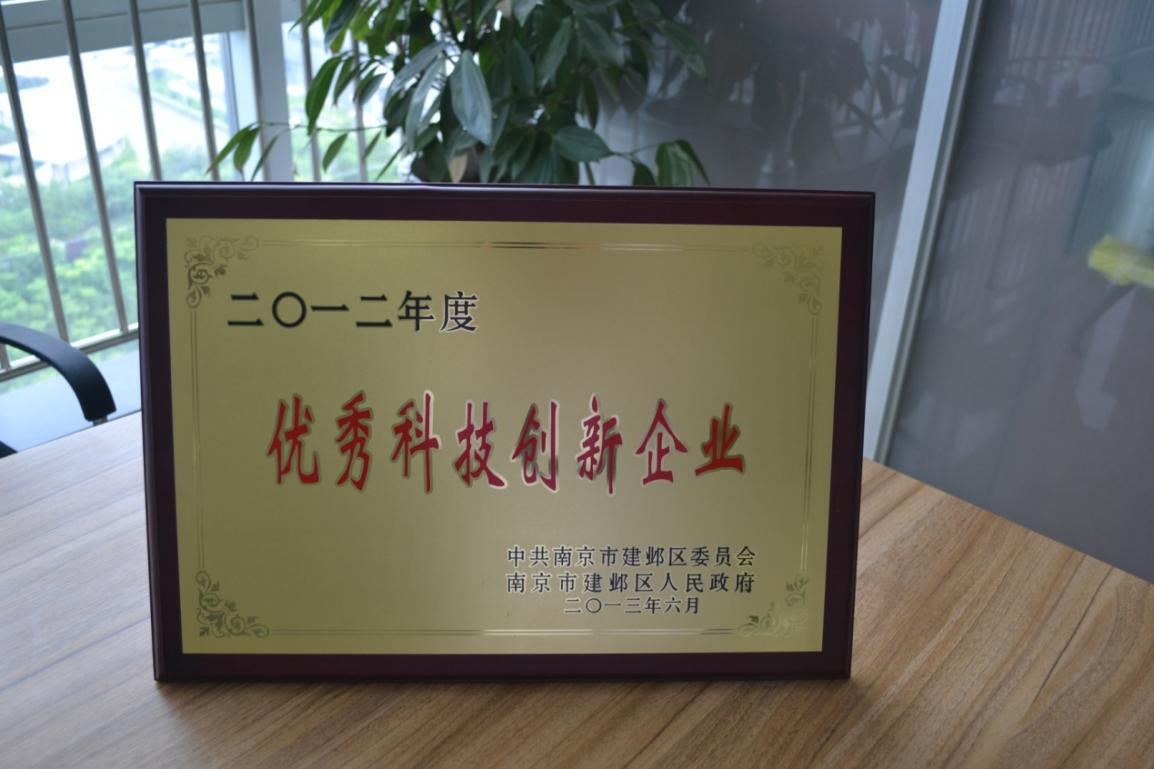 二〇一二年度
优秀科技创新企业
中共南京市建邺区委员会
南京市建邺区人民政府
二〇一三年六月